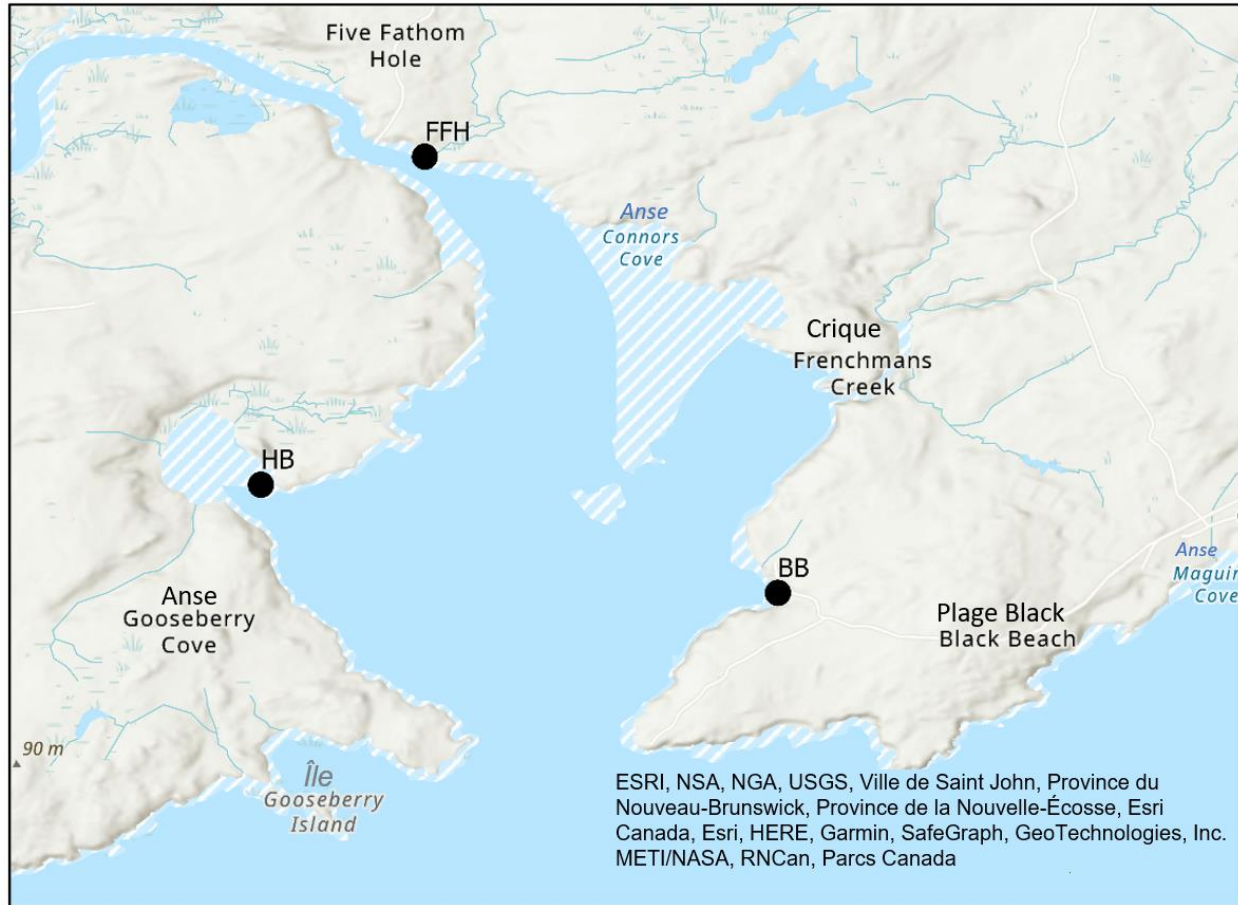 Five Fathom
Hole
FFH
Anse
Connors
Cove
Crique
Frenchmans
Creek
HB
BB
Anse
Maguir
Cove
Anse
Gooseberry
Cove
Plage Black
Black Beach
90 m
Île
Gooseberry
Island
ESRI, NSA, NGA, USGS, Ville de Saint John, Province du
Nouveau-Brunswick, Province de la Nouvelle-Écosse, Esri
Canada, Esri, HERE, Garmin, SafeGraph, GeoTechnologies, Inc.
METI/NASA, RNCan, Parcs Canada